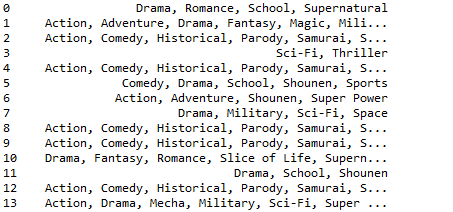 0 Drama, Romance, School, Supernatural
1 Action, Adventure, Drama, Fantasy, Magic, Mili...
2 Action, Comedy, Historical, Parody, Samurai, S...
3 Sci-Fi, Thriller
4 Action, Comedy, Historical, Parody, Samurai, S...
5 Comedy, Drama, School, Shounen, Sports
6 Action, Adventure, Shounen, Super Power
7 Drama, Military, Sci-Fi, Space
8 Action, Comedy, Historical, Parody, Samurai, S...
9 Action, Comedy, Historical, Parody, Samurai, S...
10 Drama, Fantasy, Romance, Slice of Life, Supern...
11 Drama, School, Shounen
12 Action, Comedy, Historical, Parody, Samurai, S...
13 Action, Drama, Mecha, Military, Sci-Fi, Super ...